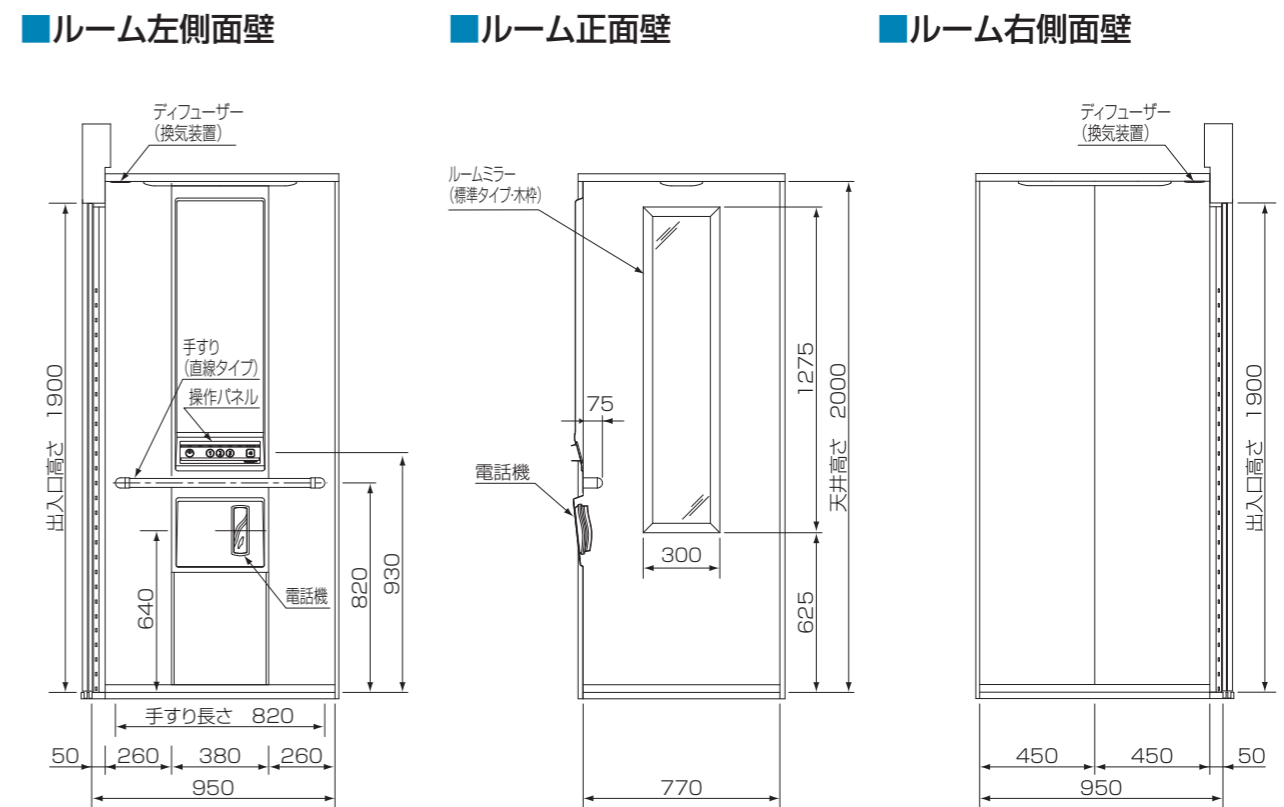 ■ルーム左側面壁
ディフューザー
(換気装置)
手すり
(直線タイプ)
操作パネル
出入口高さ 1900
640
電話機
820
930
手すり長さ 820
50
260
380
260
950
■ルーム正面壁
ルームミラー
(標準タイプ・木枠)
75
電話機
300
1275
625
天井高さ 2000
770
■ルーム右側面壁
ディフューザー
(換気装置)
出入口高さ 1900
450
450
50
950